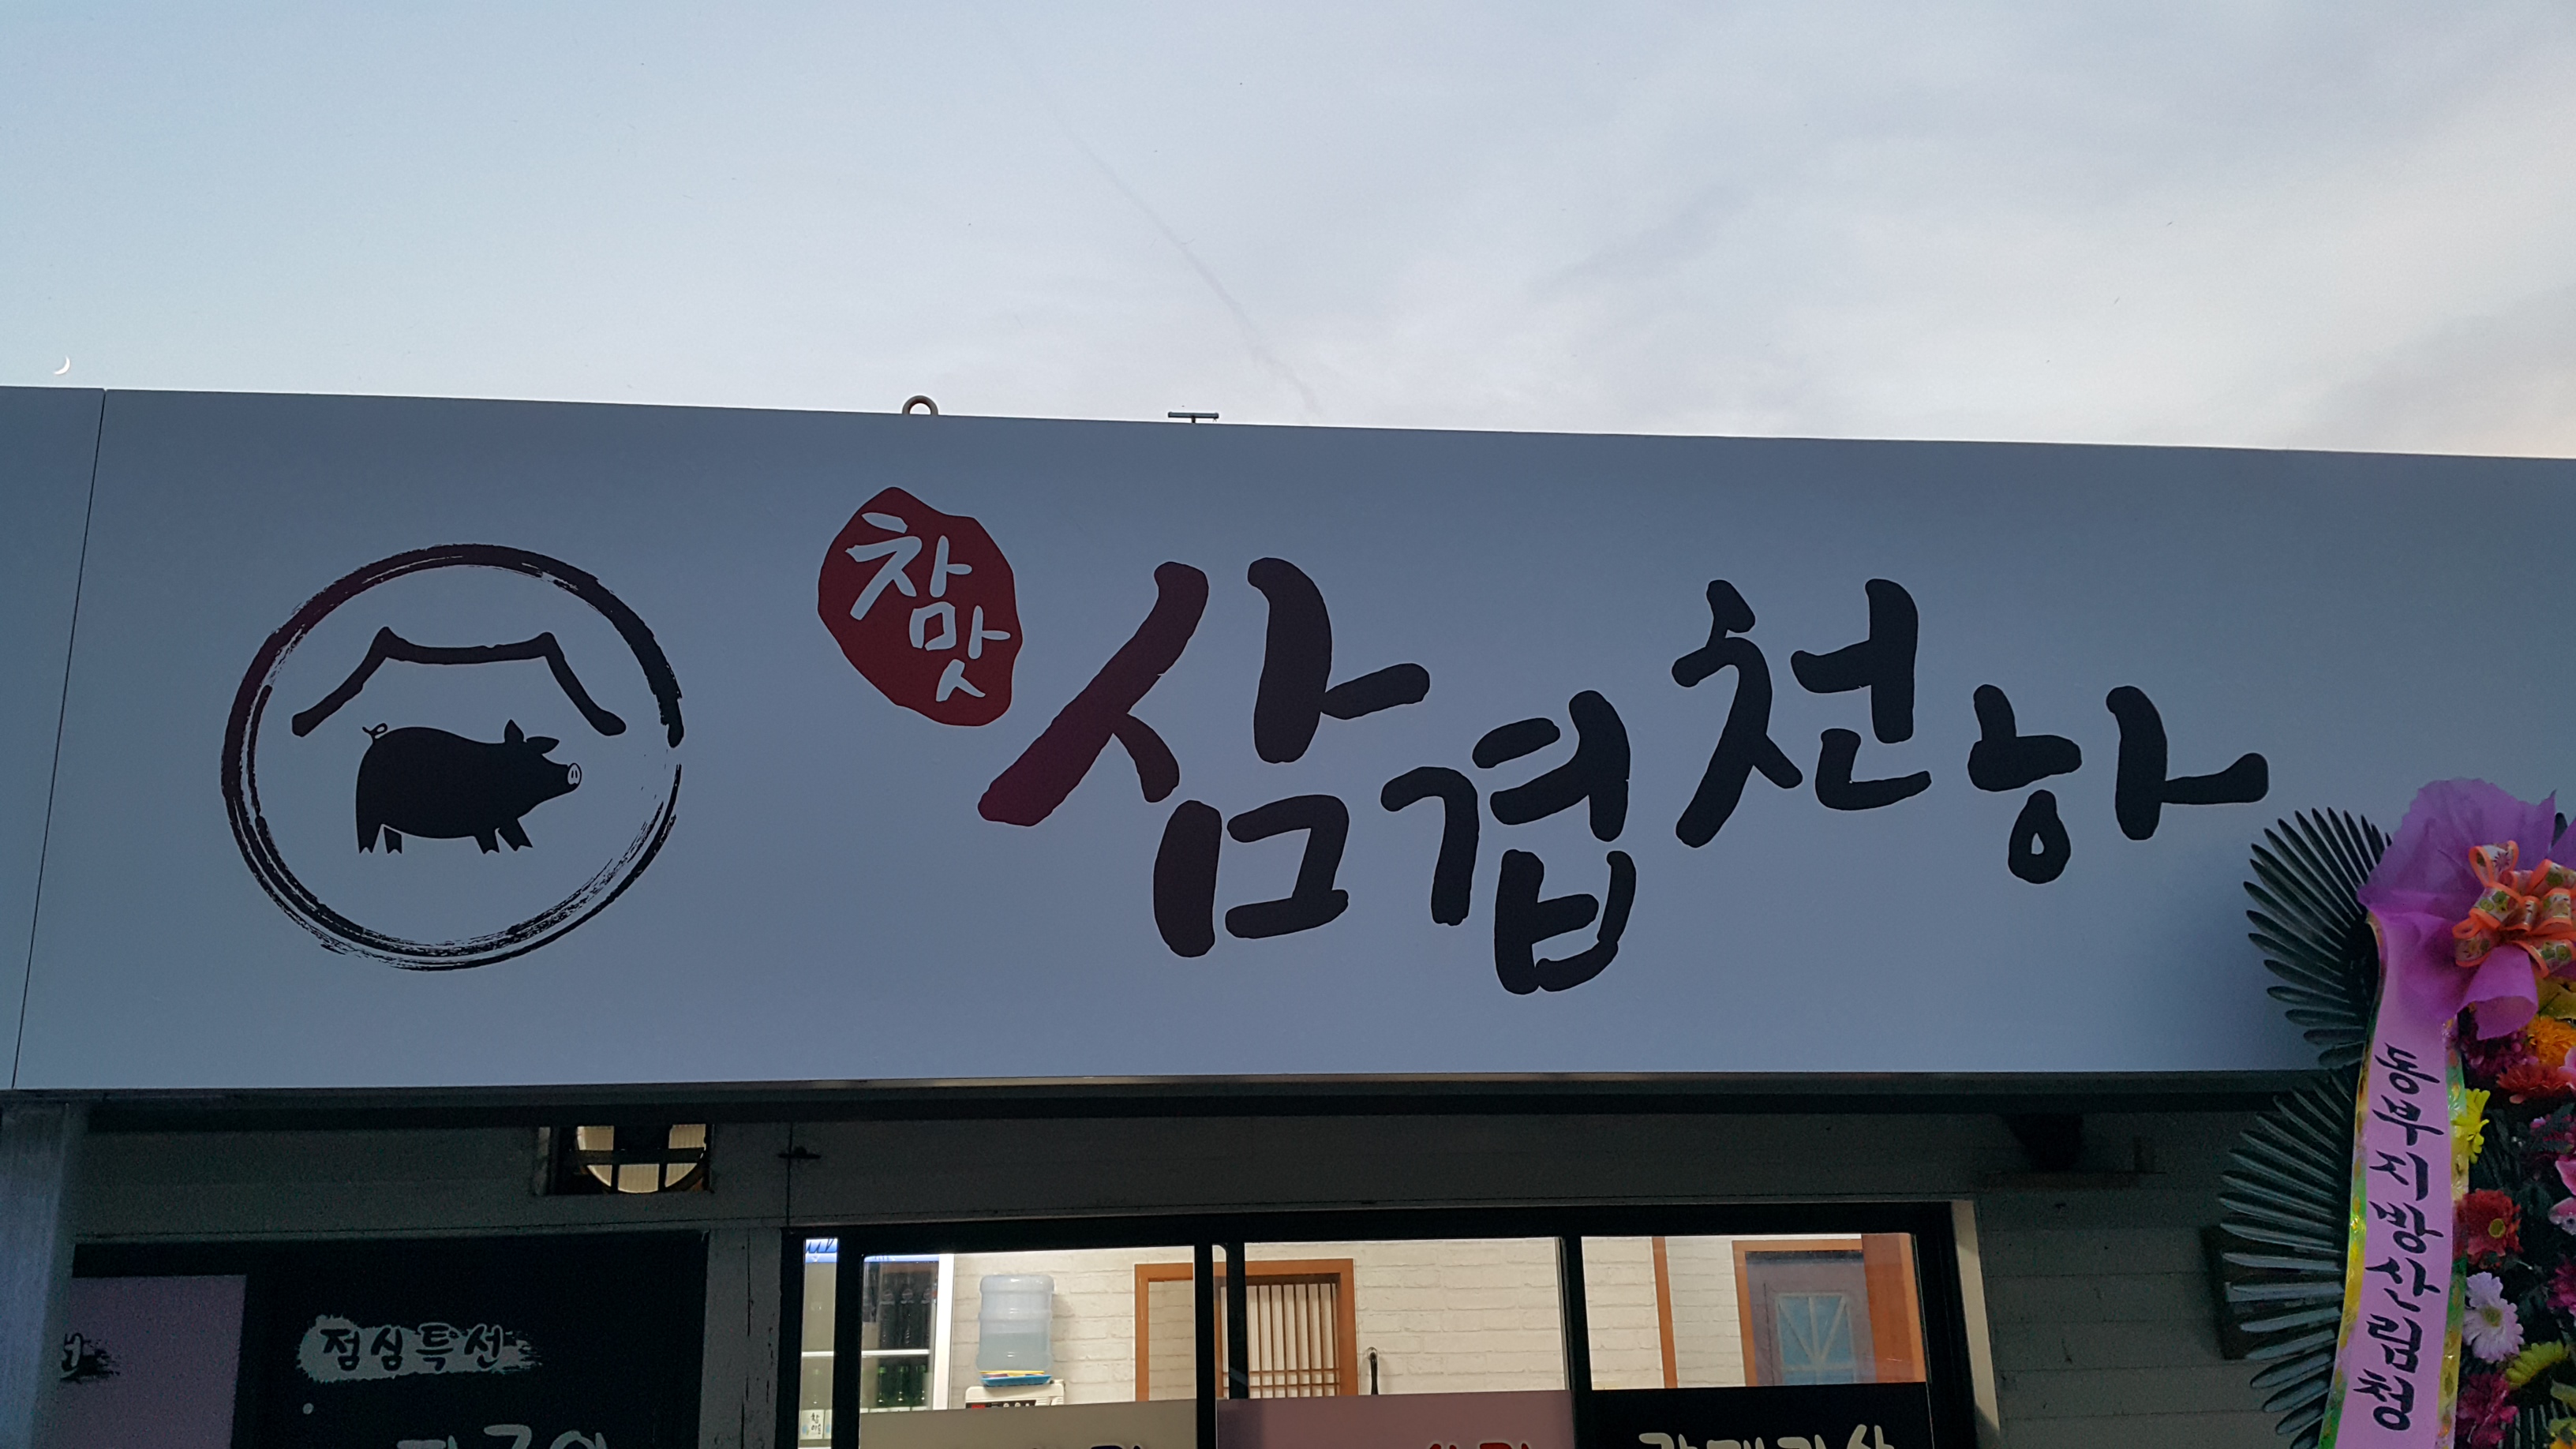 참
맛
삼겹천하
동부지방산림청
점심특선